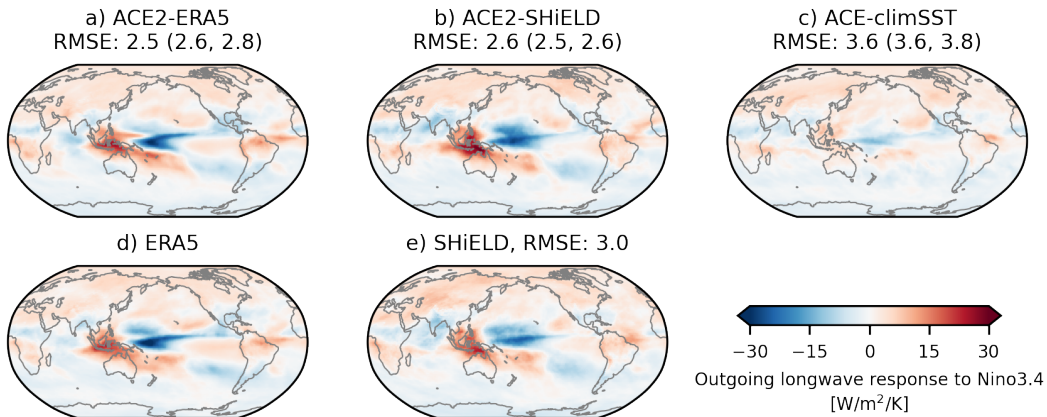 a) ACE2-ERA5
RMSE: 2.5 (2.6, 2.8)
b) ACE2-SHiELD
RMSE: 2.6 (2.5, 2.6)
c) ACE-climSST
RMSE: 3.6 (3.6, 3.8)
d) ERA5
e) SHiELD, RMSE: 3.0
−30 −15 0 15 30
Outgoing longwave response to Nino3.4
[W/m²/K]